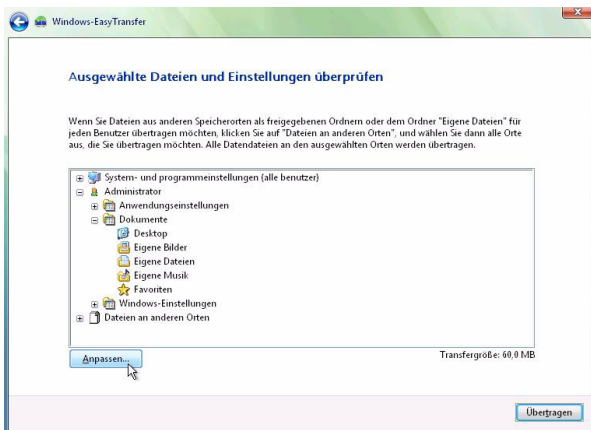 Windows-EasyTransfer
Ausgewählte Dateien und Einstellungen überprüfen
Wenn Sie Dateien aus anderen Speicherorten als freigegebenen Ordnern oder dem Ordner "Eigene Dateien" für
jeden Benutzer übertragen möchten, klicken Sie auf "Dateien an anderen Orten", und wählen Sie dann alle Orte
aus, die Sie übertragen möchten. Alle Datendateien an den ausgewählten Orten werden übertragen.
System- und programmeinstellungen (alle benutzer)
Administrator
Anwendungseinstellungen
Dokumente
Desktop
Eigene Bilder
Eigene Dateien
Eigene Musik
Favoriten
Windows-Einstellungen
Dateien an anderen Orten
Anpassen...
Transfergröße: 60,0 MB
Übertragen